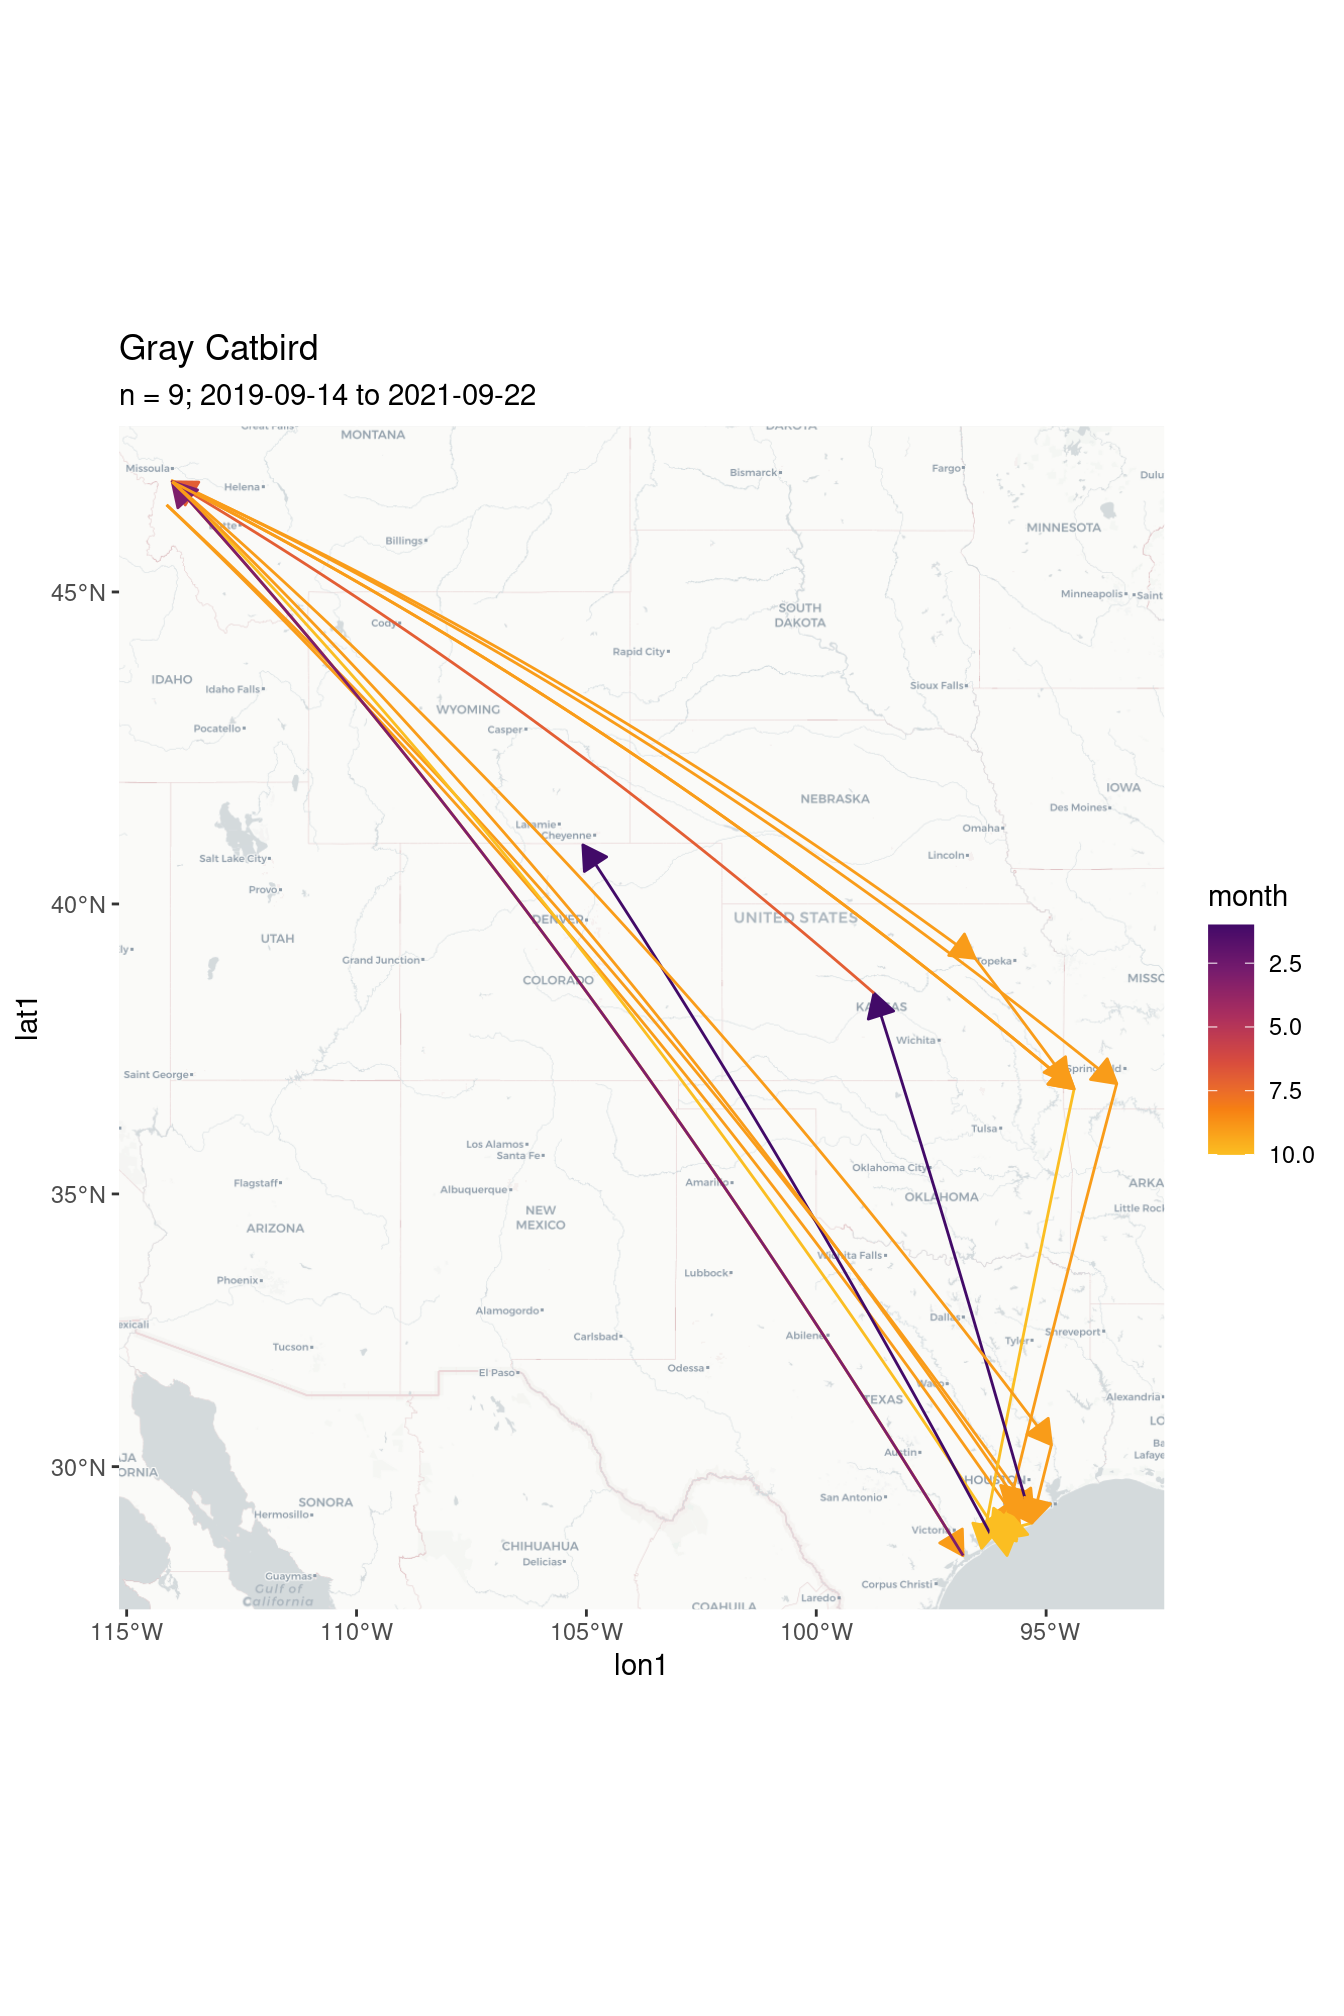 Gray Catbird
n = 9; 2019-09-14 to 2021-09-22
MONTANA
Missoula
Helena
Bismarck
Fargo
Dulu
MINNESOTA
Billings
Minneapolis
Saint
SOUTH
DAKOTA
45°N
Cody
Rapid City
IDAHO
Idaho Falls
Sioux Falls
WYOMING
Pocatello
Casper
IOWA
NEBRASKA
Des Moines
Laramie
Cheyenne
Omaha
Salt Lake City
Lincoln
Provo
month
40°N
DENVER
UNITED STATES
UTAH
ly
Grand Junction
Topeka
2.5
COLORADO
MISSO
KANSAS
lat1
5.0
Wichita
Saint George
Springfield
7.5
Tulsa
Los Alamos
Santa Fe
10.0
Oklahoma City
Flagstaff
Albuquerque
Amarillo
ARKA
35°N
OKLAHOMA
NEW
MEXICO
Little Rock
ARIZONA
Wichita Falls
Phoenix
Lubbock
Alamogordo
Dallas
exicali
Carlsbad
Abilene
Shreveport
Tucson
Tyler
El Paso
Odessa
Waco
TEXAS
Alexandria
LO
Austin
Ba
Lafaye
JA
ORNIA
30°N
HOUSTON
SONORA
San Antonio
Hermosillo
Victoria
CHIHUAHUA
Delicias
Guaymas
Gulf of
California
Corpus Christi
Laredo
COAHUILA
115°W 110°W 105°W 100°W 95°W
lon1